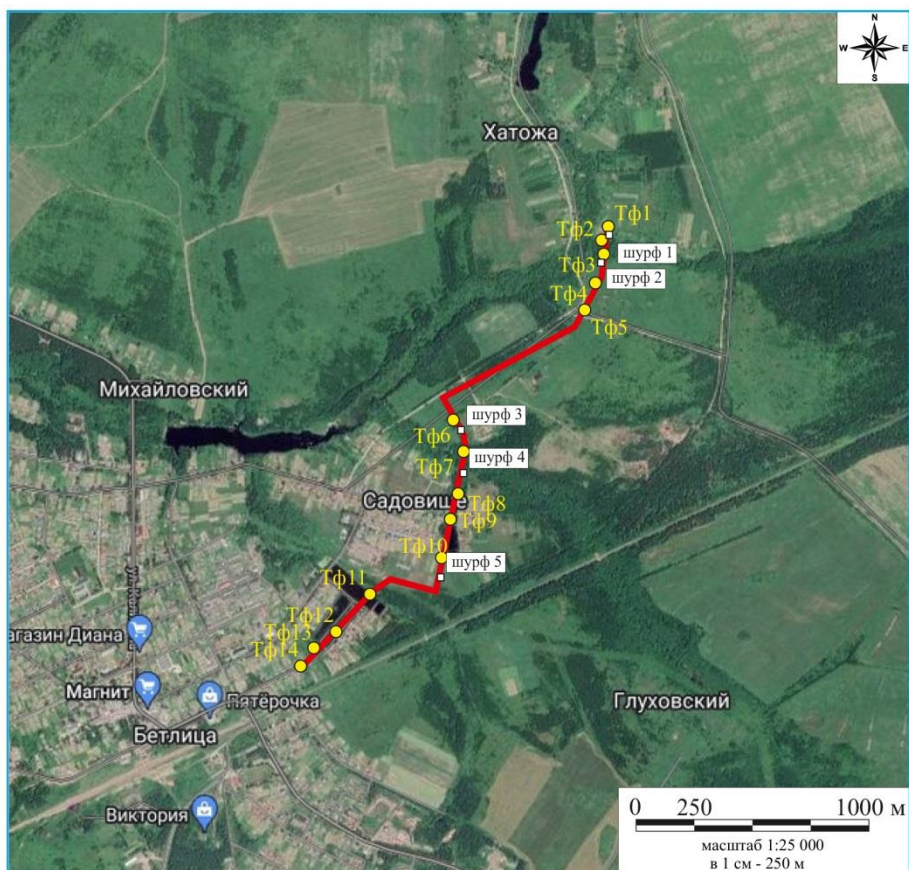 N
W E
S
Хатожа
Тф1
Тф2
шурф 1
Тф3
шурф 2
Тф4
Тф5
Михайловский
шурф 3
Тф6
шурф 4
Тф7
Садовище
Тф8
Тф9
Тф10
шурф 5
Тф11
Тф12
агазин Диана
Тф13
Тф14
Магнит
Пятёрочка
Глуховский
Бетлица
Виктория
0 250 1000 м
масштаб 1:25 000
в 1 см - 250 м